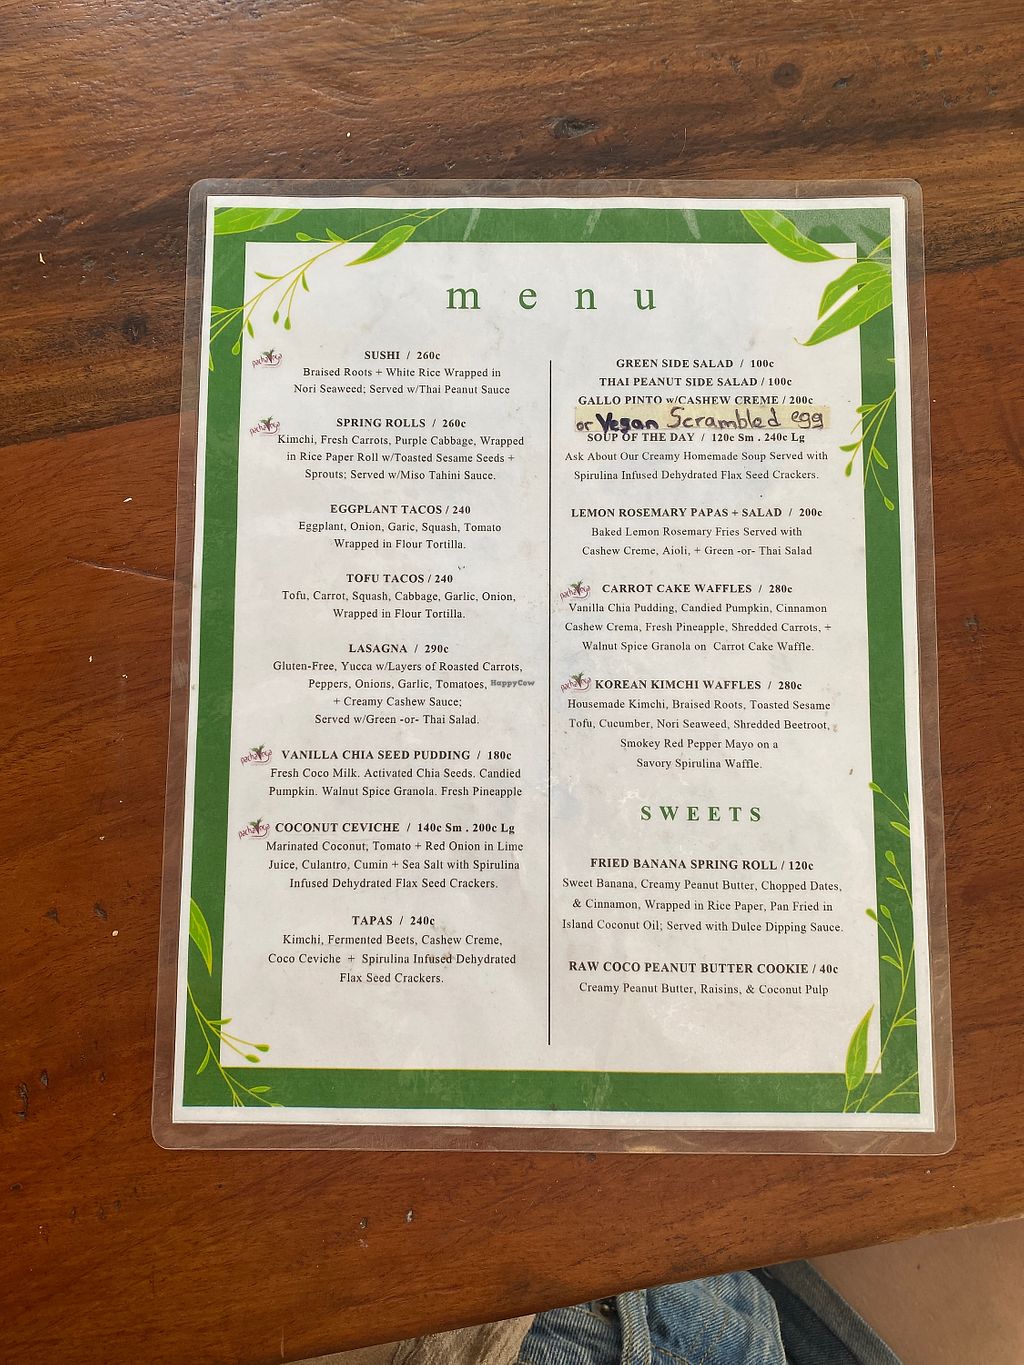 menu
pachavega
SUSHI / 260c
Braised Roots + White Rice Wrapped in
Nori Seaweed; Served w/Thai Peanut Sauce
pachavega
SPRING ROLLS / 260c
Kimchi, Fresh Carrots, Purple Cabbage, Wrapped
in Rice Paper Roll w/Toasted Sesame Seeds +
Sprouts; Served w/Miso Tahini Sauce.
EGGPLANT TACOS / 240
Eggplant, Onion, Garic, Squash, Tomato
Wrapped in Flour Tortilla.
TOFU TACOS / 240
Tofu, Carrot, Squash, Cabbage, Garlic, Onion,
Wrapped in Flour Tortilla.
LASAGNA / 290c
Gluten-Free, Yucca w/Layers of Roasted Carrots,
Peppers, Onions, Garlic, Tomatoes,
HappyCow
+ Creamy Cashew Sauce;
Served w/Green -or- Thai Salad.
pachavega
VANILLA CHIA SEED PUDDING / 180c
Fresh Coco Milk. Activated Chia Seeds. Candied
Pumpkin. Walnut Spice Granola. Fresh Pineapple
pachavega
COCONUT CEVICHE / 140c Sm . 200c Lg
Marinated Coconut, Tomato + Red Onion in Lime
Juice, Culantro, Cumin + Sea Salt with Spirulina
Infused Dehydrated Flax Seed Crackers.
TAPAS / 240c
Kimchi, Fermented Beets, Cashew Creme,
Coco Ceviche + Spirulina Infused Dehydrated
Flax Seed Crackers.
GREEN SIDE SALAD / 100c
THAI PEANUT SIDE SALAD / 100c
GALLO PINTO w/CASHEW CREME / 200c
or Vegan Scrambled egg
SOUP OF THE DAY / 120c Sm . 240c Lg
Ask About Our Creamy Homemade Soup Served with
Spirulina Infused Dehydrated Flax Seed Crackers.
LEMON ROSEMARY PAPAS + SALAD / 200c
Baked Lemon Rosemary Fries Served with
Cashew Creme, Aioli, + Green -or- Thai Salad
pachavega
CARROT CAKE WAFFLES / 280c
Vanilla Chia Pudding, Candied Pumpkin, Cinnamon
Cashew Crema, Fresh Pineapple, Shredded Carrots, +
Walnut Spice Granola on Carrot Cake Waffle.
pachavega
KOREAN KIMCHI WAFFLES / 280c
Housemade Kimchi, Braised Roots, Toasted Sesame
Tofu, Cucumber, Nori Seaweed, Shredded Beetroot,
Smokey Red Pepper Mayo on a
Savory Spirulina Waffle.
SWEETS
FRIED BANANA SPRING ROLL / 120c
Sweet Banana, Creamy Peanut Butter, Chopped Dates,
& Cinnamon, Wrapped in Rice Paper, Pan Fried in
Island Coconut Oil; Served with Dulce Dipping Sauce.
RAW COCO PEANUT BUTTER COOKIE / 40c
Creamy Peanut Butter, Raisins, & Coconut Pulp